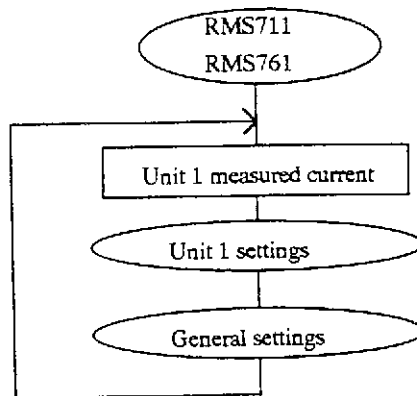 RMS711
RMS761
Unit 1 measured current
Unit 1 settings
General settings